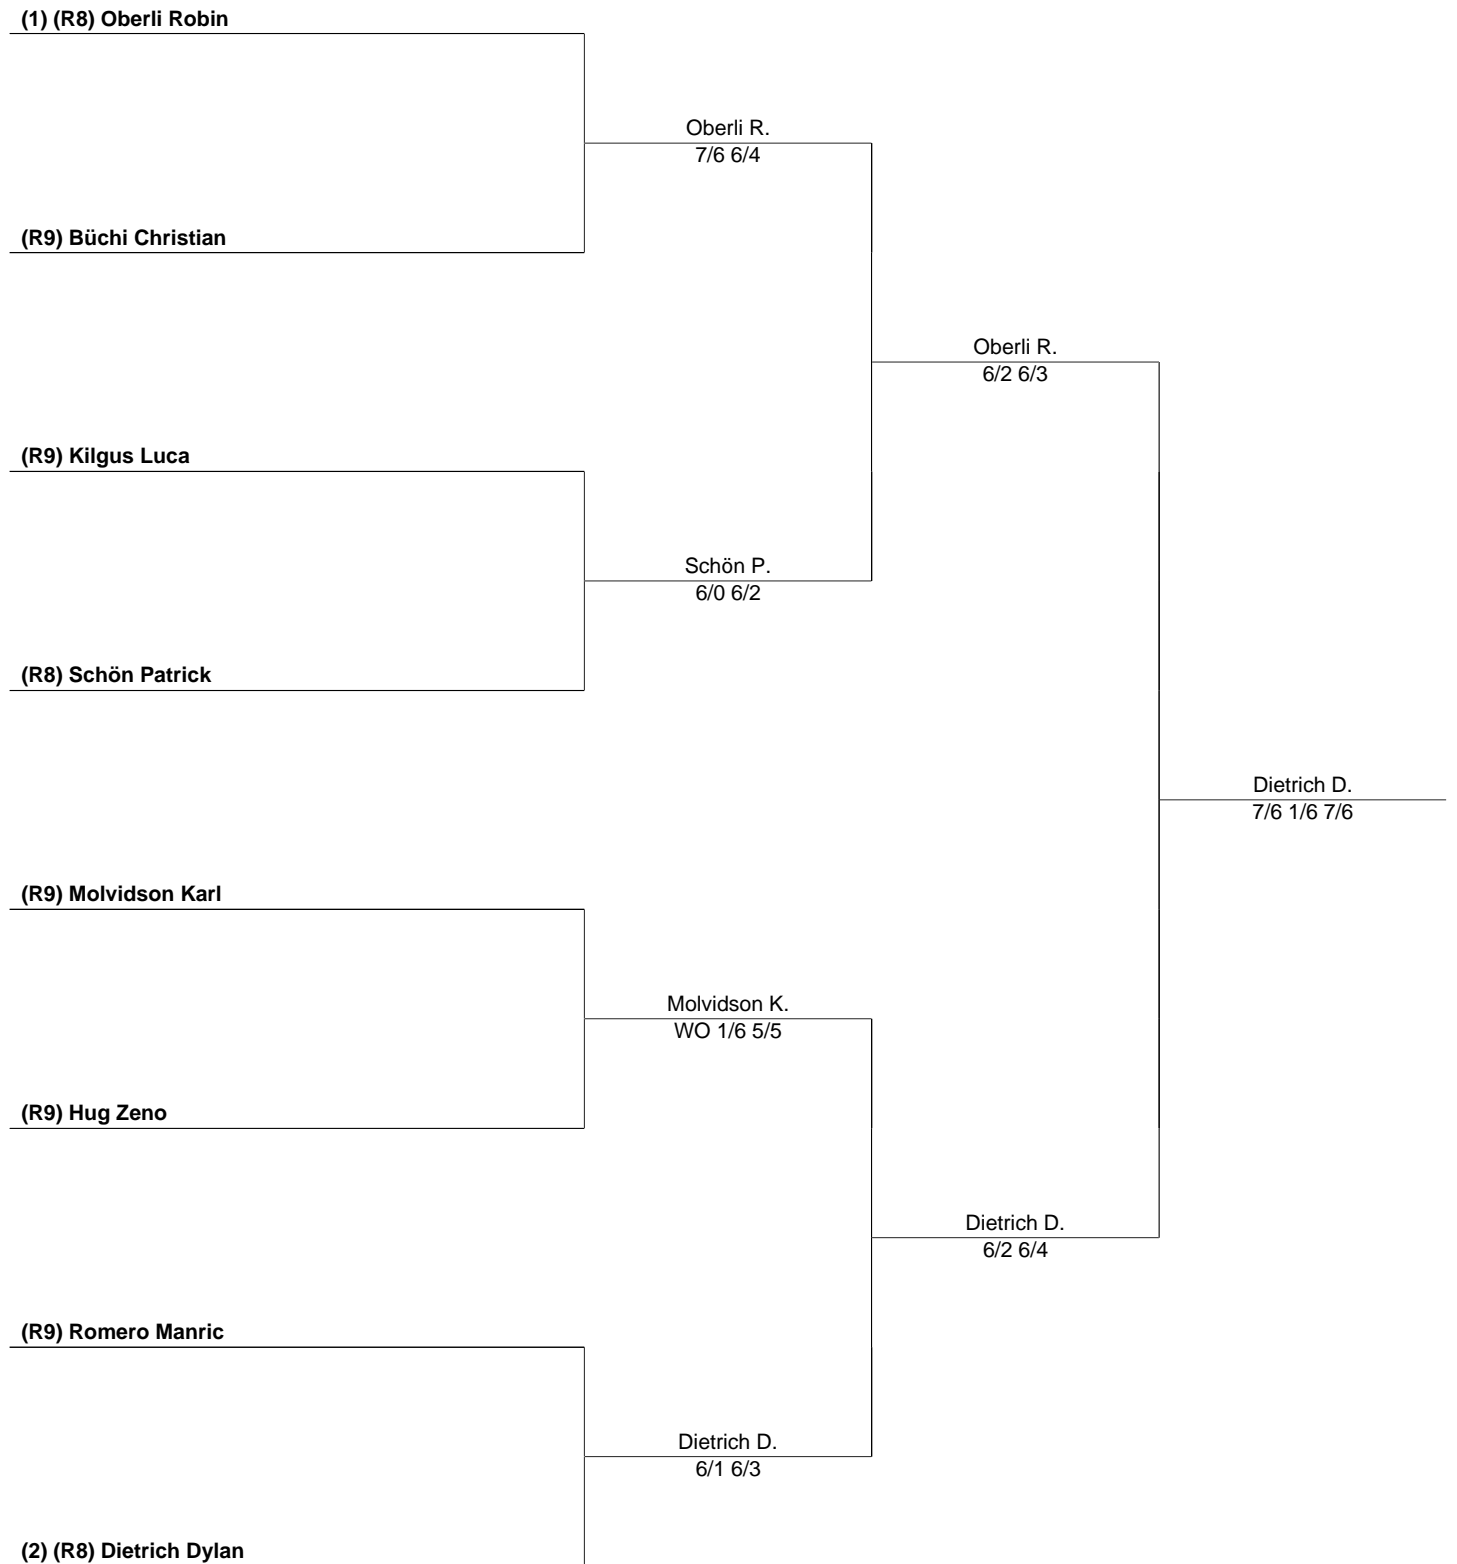 (1) (R8) Oberli Robin
Oberli R.
7/6 6/4
(R9) Büchi Christian
Oberli R.
6/2 6/3
(R9) Kilgus Luca
Schön P.
6/0 6/2
(R8) Schön Patrick
Dietrich D.
7/6 1/6 7/6
(R9) Molvidson Karl
Molvidson K.
WO 1/6 5/5
(R9) Hug Zeno
Dietrich D.
6/2 6/4
(R9) Romero Manric
Dietrich D.
6/1 6/3
(2) (R8) Dietrich Dylan